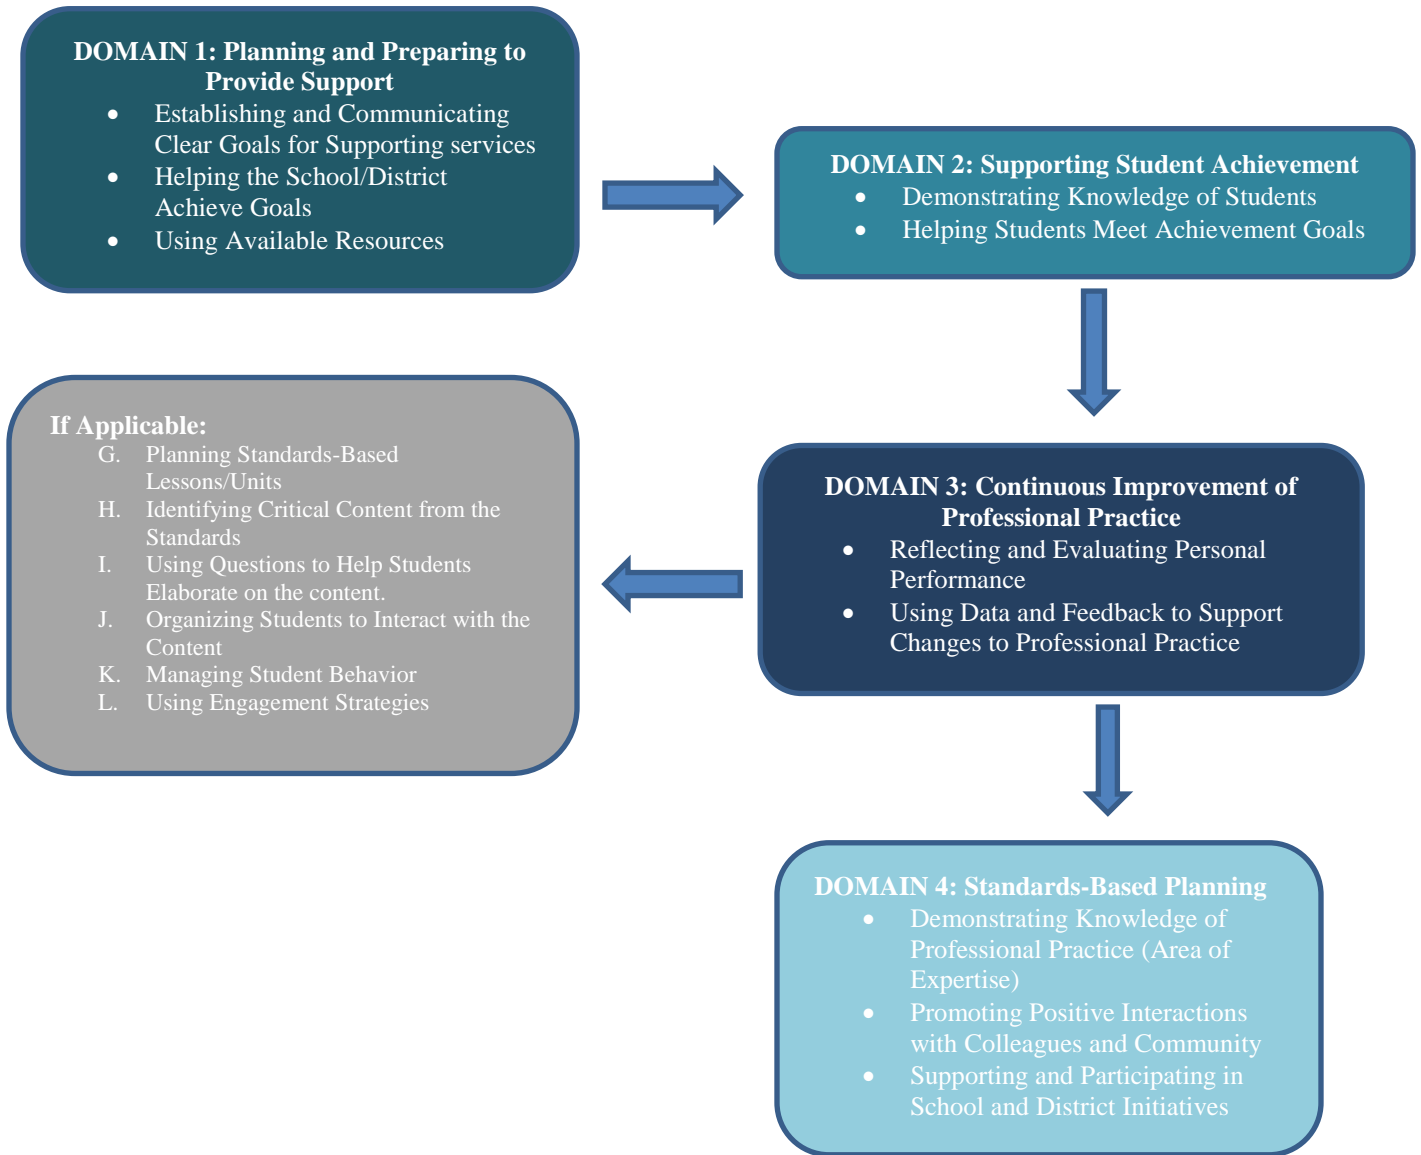 DOMAIN 1: Planning and Preparing to
Provide Support
• Establishing and Communicating
Clear Goals for Supporting services
• Helping the School/District
Achieve Goals
• Using Available Resources
DOMAIN 2: Supporting Student Achievement
• Demonstrating Knowledge of Students
• Helping Students Meet Achievement Goals
DOMAIN 3: Continuous Improvement of
Professional Practice
• Reflecting and Evaluating Personal
Performance
• Using Data and Feedback to Support
Changes to Professional Practice
If Applicable:
G. Planning Standards-Based
Lessons/Units
H. Identifying Critical Content from the
Standards
I. Using Questions to Help Students
Elaborate on the content.
J. Organizing Students to Interact with the
Content
K. Managing Student Behavior
L. Using Engagement Strategies
DOMAIN 4: Standards-Based Planning
• Demonstrating Knowledge of
Professional Practice (Area of
Expertise)
• Promoting Positive Interactions
with Colleagues and Community
• Supporting and Participating in
School and District Initiatives